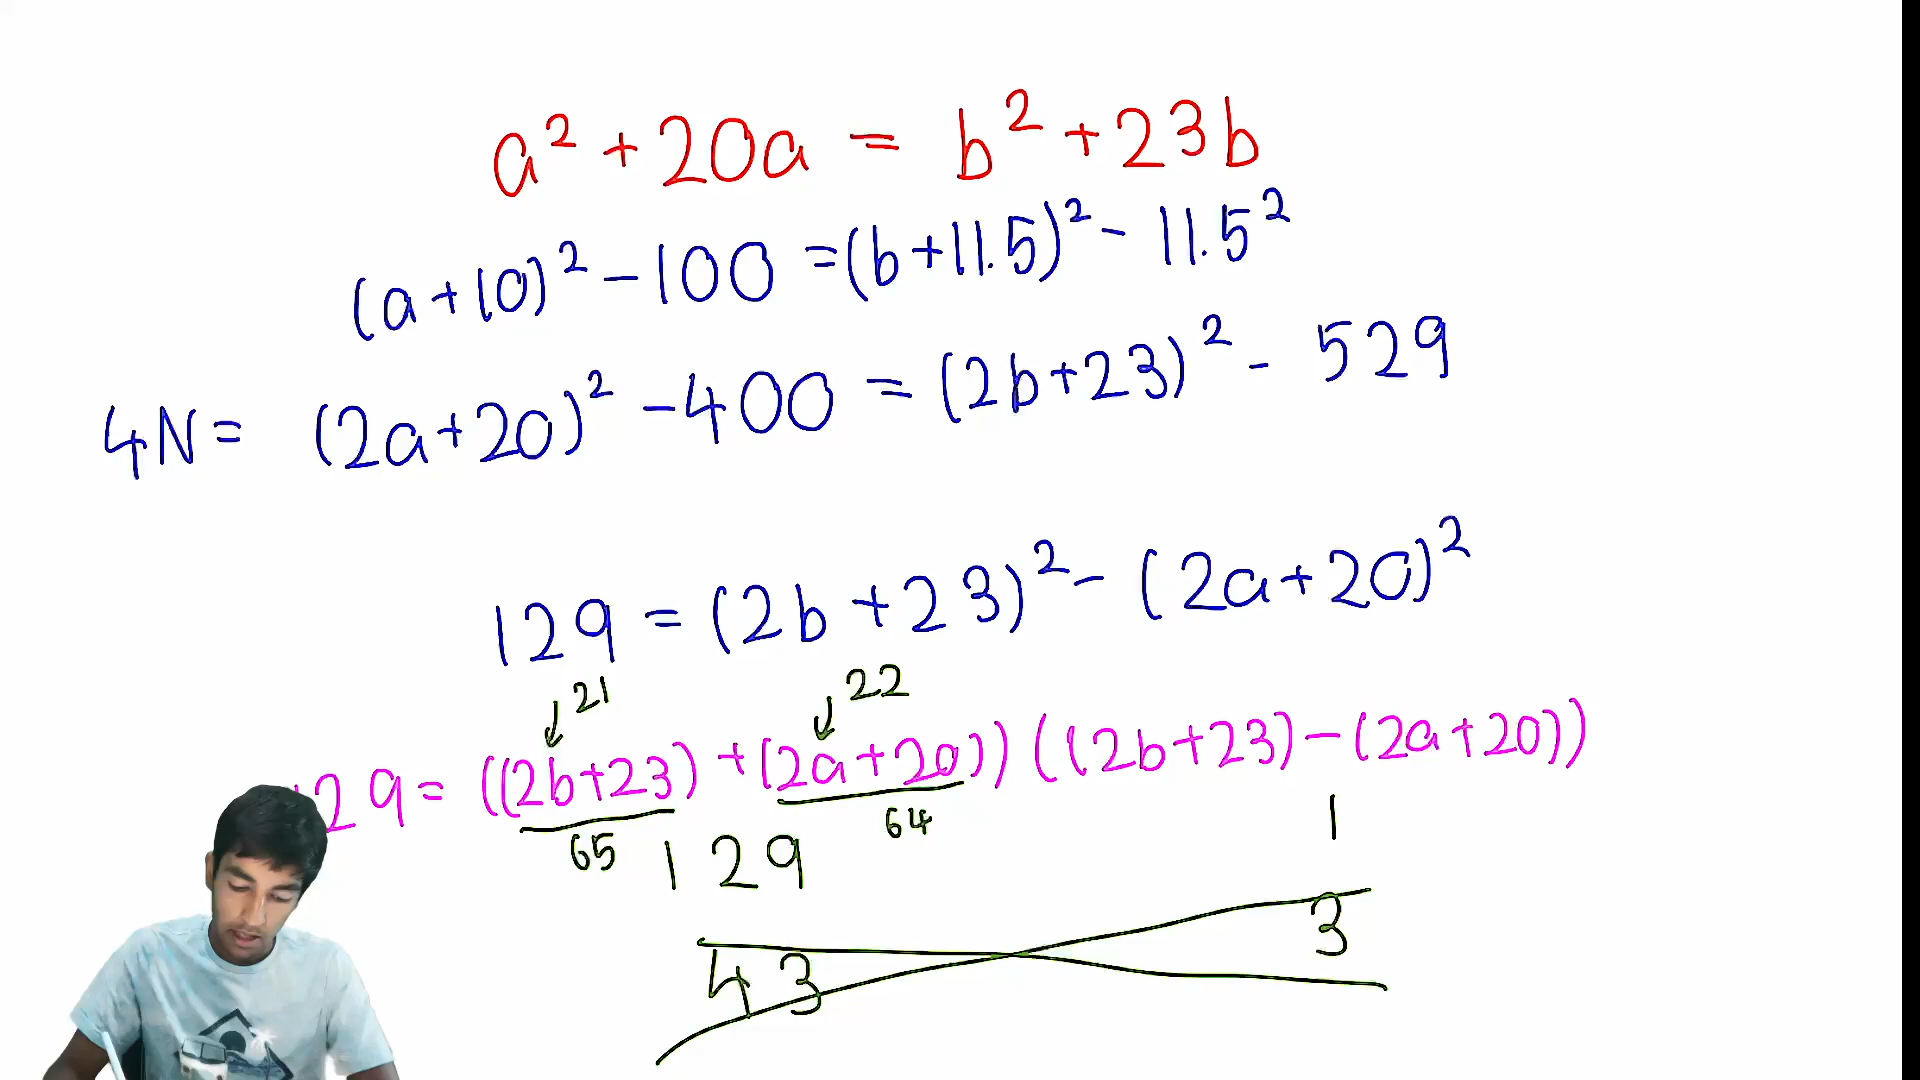 a² + 20a = b² + 23b
(a+10)² - 100 = (b+11.5)² - 11.5²
4N = (2a+20)² - 400 = (2b+23)² - 529
129 = (2b+23)² - (2a+20)²
↙21 ↙22
29 = ((2b+23) + (2a+20)) ((2b+23) - (2a+20))
65 64
129 1
43 3